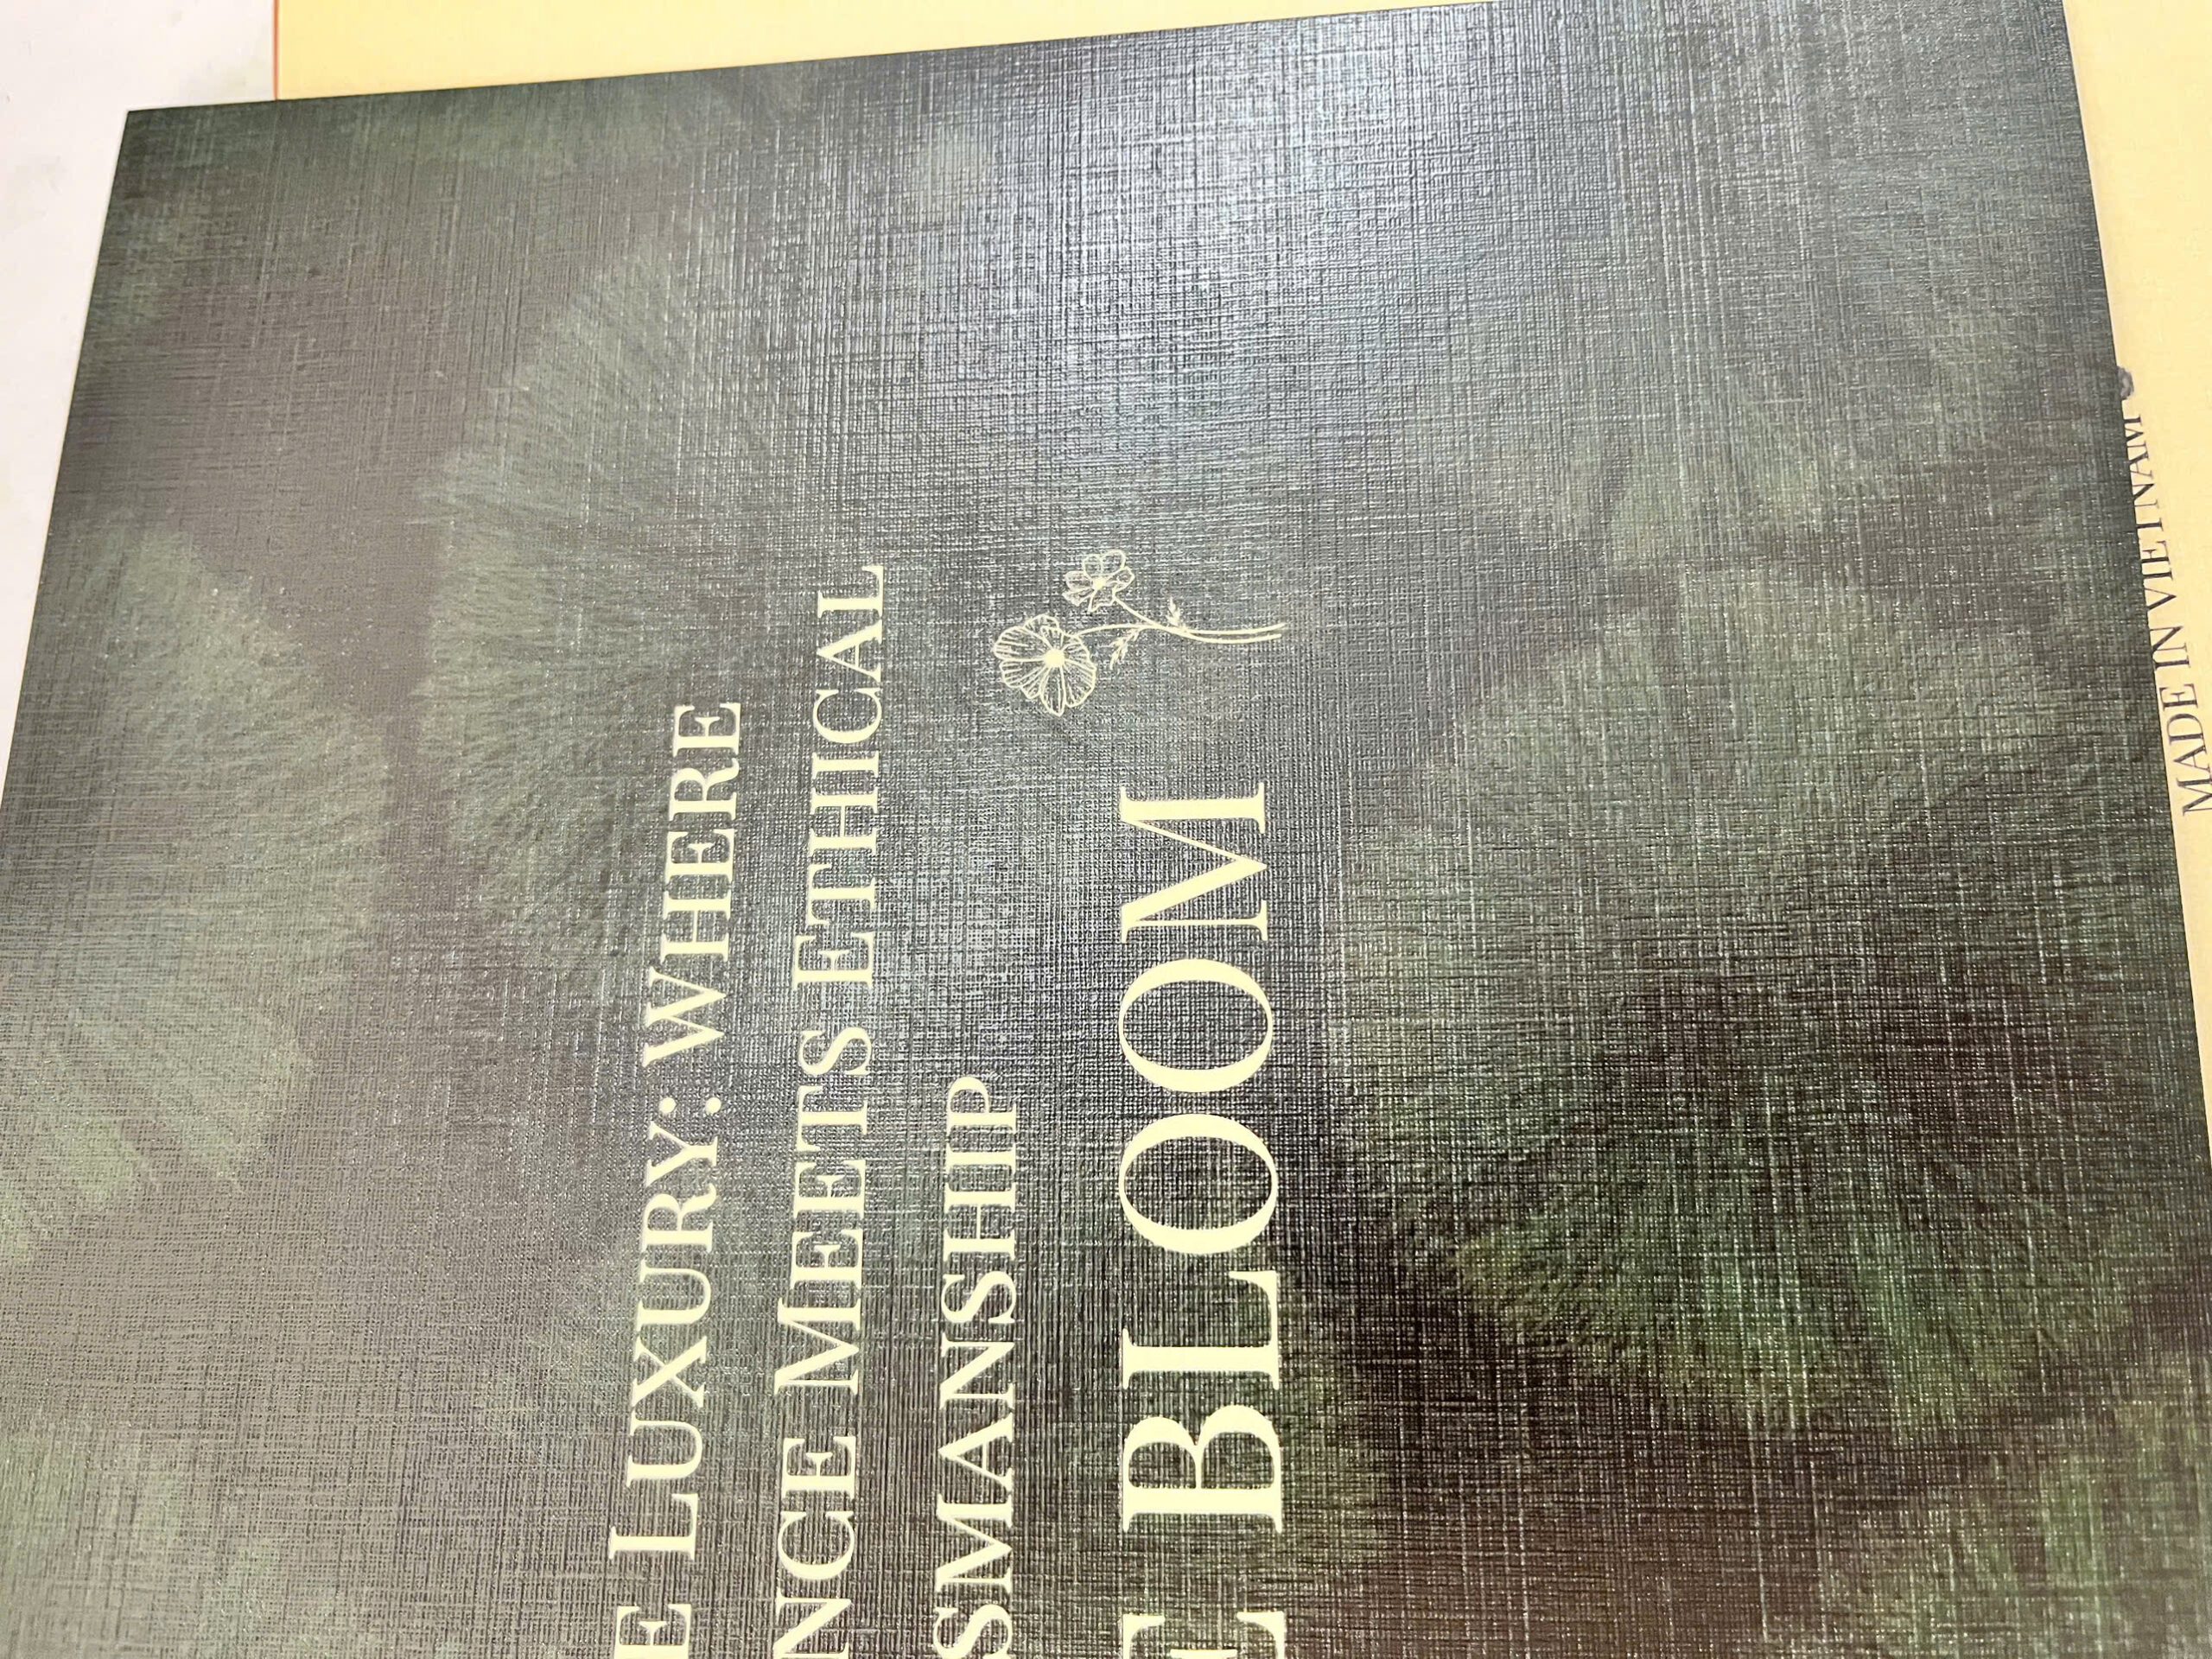 E LUXURY: WHERE
NCE MEETS ETHICAL
SMANSHIP
E BLOOM
MADE IN VIETNAM